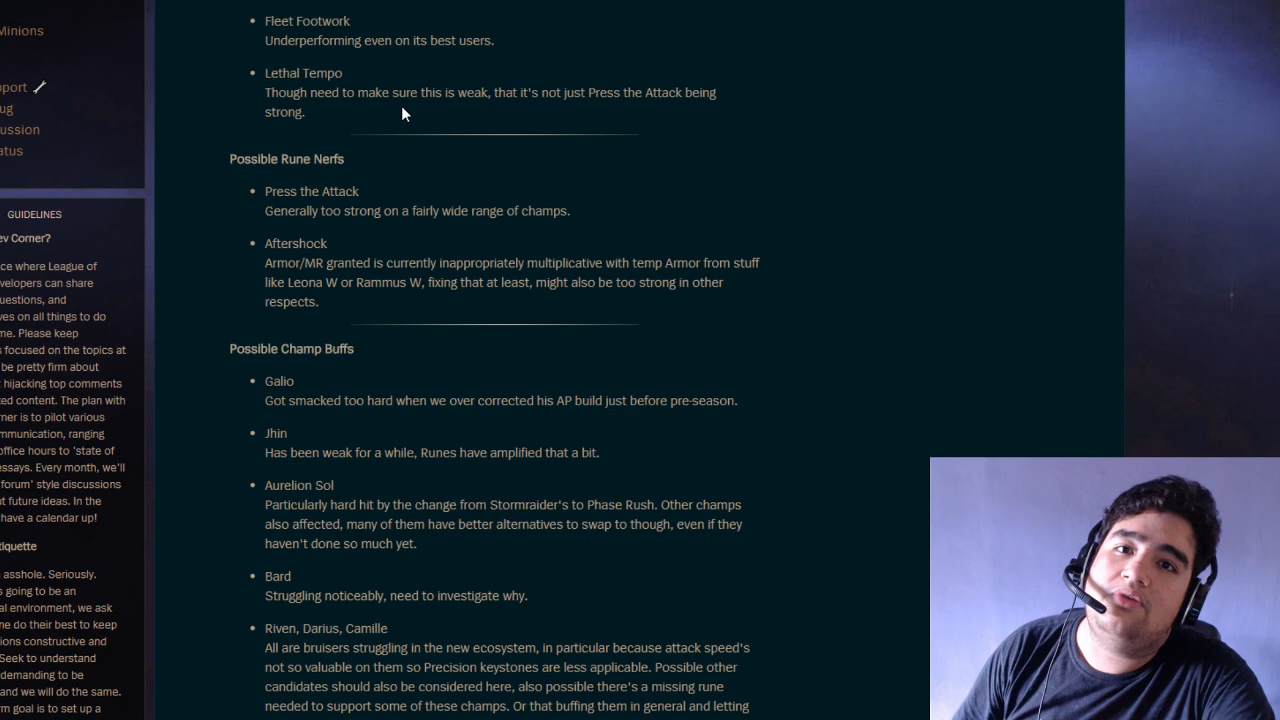 Minions
port
ug
ussion
atus
GUIDELINES
ev Corner?
ce where League of
velopers can share
uestions, and
ves on all things to do
me. Please keep
s focused on the topics at
be pretty firm about
t hijacking top comments
ted content. The plan with
rner is to pilot various
mmunication, ranging
office hours to 'state of
essays. Every month, we'll
forum' style discussions
ut future ideas. In the
have a calendar up!
tiquette
asshole. Seriously.
s going to be an
al environment, we ask
me do their best to keep
ions constructive and
Seek to understand
demanding to be
and we will do the same.
rm goal is to set up a
• Fleet Footwork
Underperforming even on its best users.
• Lethal Tempo
Though need to make sure this is weak, that it's not just Press the Attack being
strong.
Possible Rune Nerfs
• Press the Attack
Generally too strong on a fairly wide range of champs.
• Aftershock
Armor/MR granted is currently inappropriately multiplicative with temp Armor from stuff
like Leona W or Rammus W, fixing that at least, might also be too strong in other
respects.
Possible Champ Buffs
• Galio
Got smacked too hard when we over corrected his AP build just before pre-season.
• Jhin
Has been weak for a while, Runes have amplified that a bit.
• Aurelion Sol
Particularly hard hit by the change from Stormraider's to Phase Rush. Other champs
also affected, many of them have better alternatives to swap to though, even if they
haven't done so much yet.
• Bard
Struggling noticeably, need to investigate why.
• Riven, Darius, Camille
All are bruisers struggling in the new ecosystem, in particular because attack speed's
not so valuable on them so Precision keystones are less applicable. Possible other
candidates should also be considered here, also possible there's a missing rune
needed to support some of these champs. Or that buffing them in general and letting